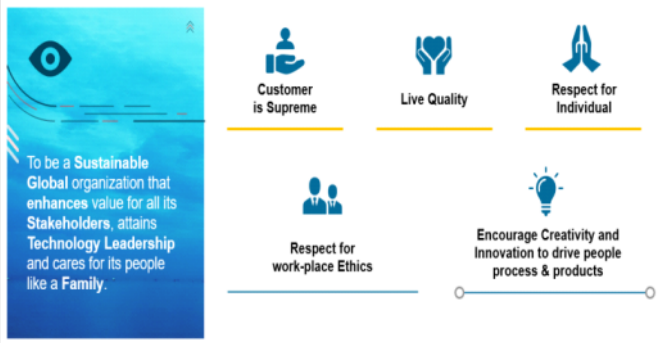 To be a Sustainable
Global organization that
enhances value for all its
Stakeholders, attains
Technology Leadership
and cares for its people
like a Family.
Customer
is Supreme
Live Quality
Respect for
Individual
Respect for
work-place Ethics
Encourage Creativity and
Innovation to drive people
process & products